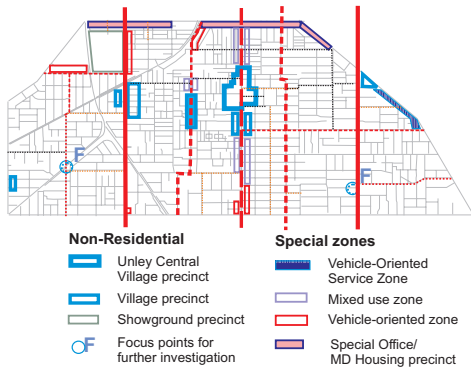 F
F
Non-Residential
Unley Central
Village precinct
Village precinct
Showground precinct
F
Focus points for
further investigation
Special zones
Vehicle-Oriented
Service Zone
Mixed use zone
Vehicle-oriented zone
Special Office/
MD Housing precinct